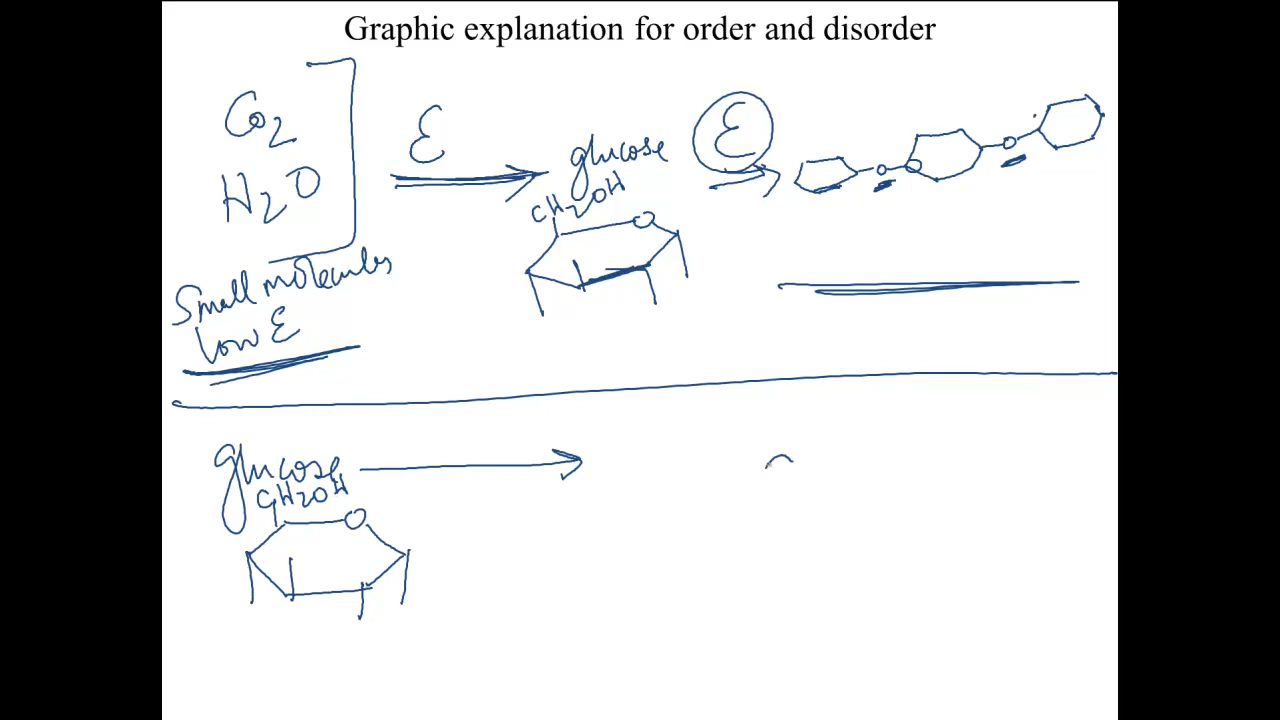 Graphic explanation for order and disorder
CO2
H2O
Small molecules
low E
E
glucose
CH2OH
O
E
O
O
glucose
CH2OH
O